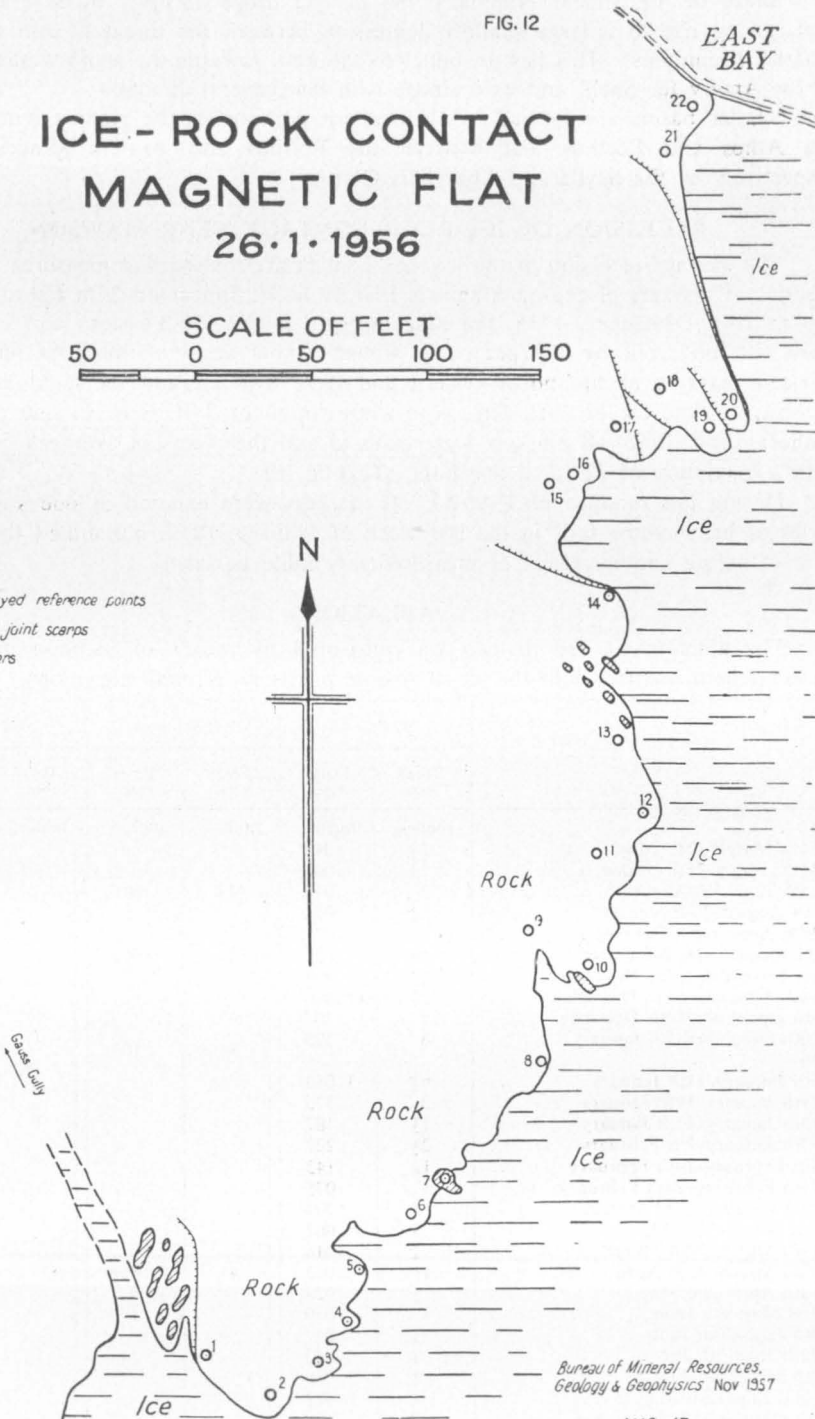 FIG. 12
EAST
BAY
ICE - ROCK CONTACT
MAGNETIC FLAT
26·1·1956
SCALE OF FEET
50 0 50 100 150
22
21
Ice
18
20
19
17
16
15
Ice
N
yed reference points
joint scarps
ers
14
13
12
11
Ice
Rock
9
10
8
Gauss Gully
Rock
Ice
7
6
5
Rock
4
3
1
2
Ice
Bureau of Mineral Resources.
Geology & Geophysics Nov 1957